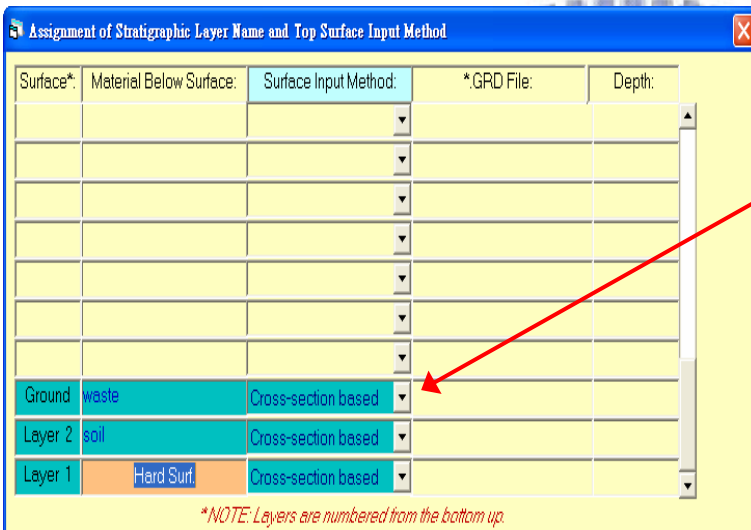 Assignment of Stratigraphic Layer Name and Top Surface Input Method
Surface*: Material Below Surface: Surface Input Method: *.GRD File: Depth:
Ground waste Cross-section based
Layer 2 soil Cross-section based
Layer 1 Hard Surf. Cross-section based
*NOTE: Layers are numbered from the bottom up.